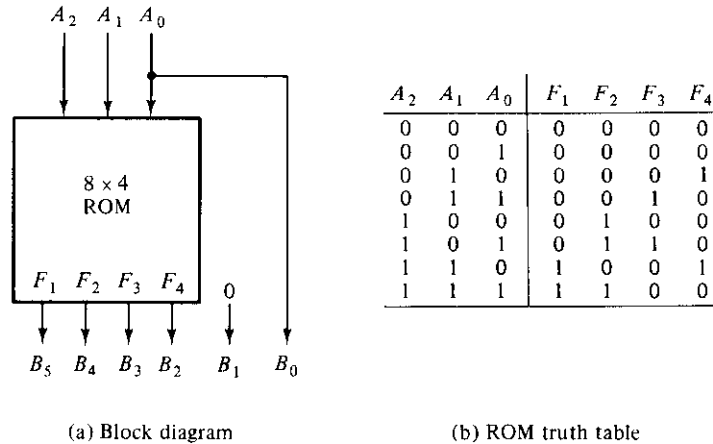 A2 A1 A0
8 × 4
ROM
F1 F2 F3 F4 0
B5 B4 B3 B2 B1 B0
(a) Block diagram
A2 A1 A0 F1 F2 F3 F4
0 0 0 0 0 0 0
0 0 1 0 0 0 0
0 1 0 0 0 0 1
0 1 1 0 0 1 0
1 0 0 0 1 0 0
1 0 1 0 1 1 0
1 1 0 1 0 0 1
1 1 1 1 1 0 0
(b) ROM truth table